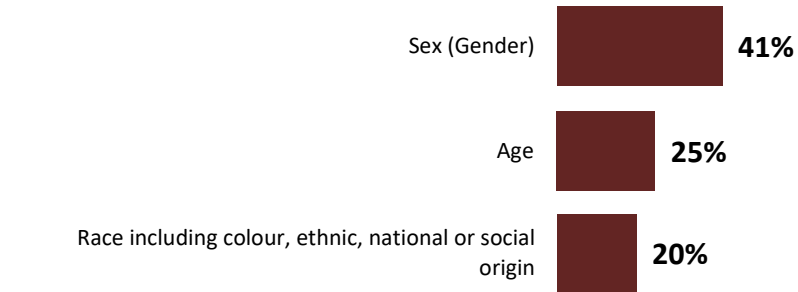 Sex (Gender)
41%
Age
25%
Race including colour, ethnic, national or social
origin
20%